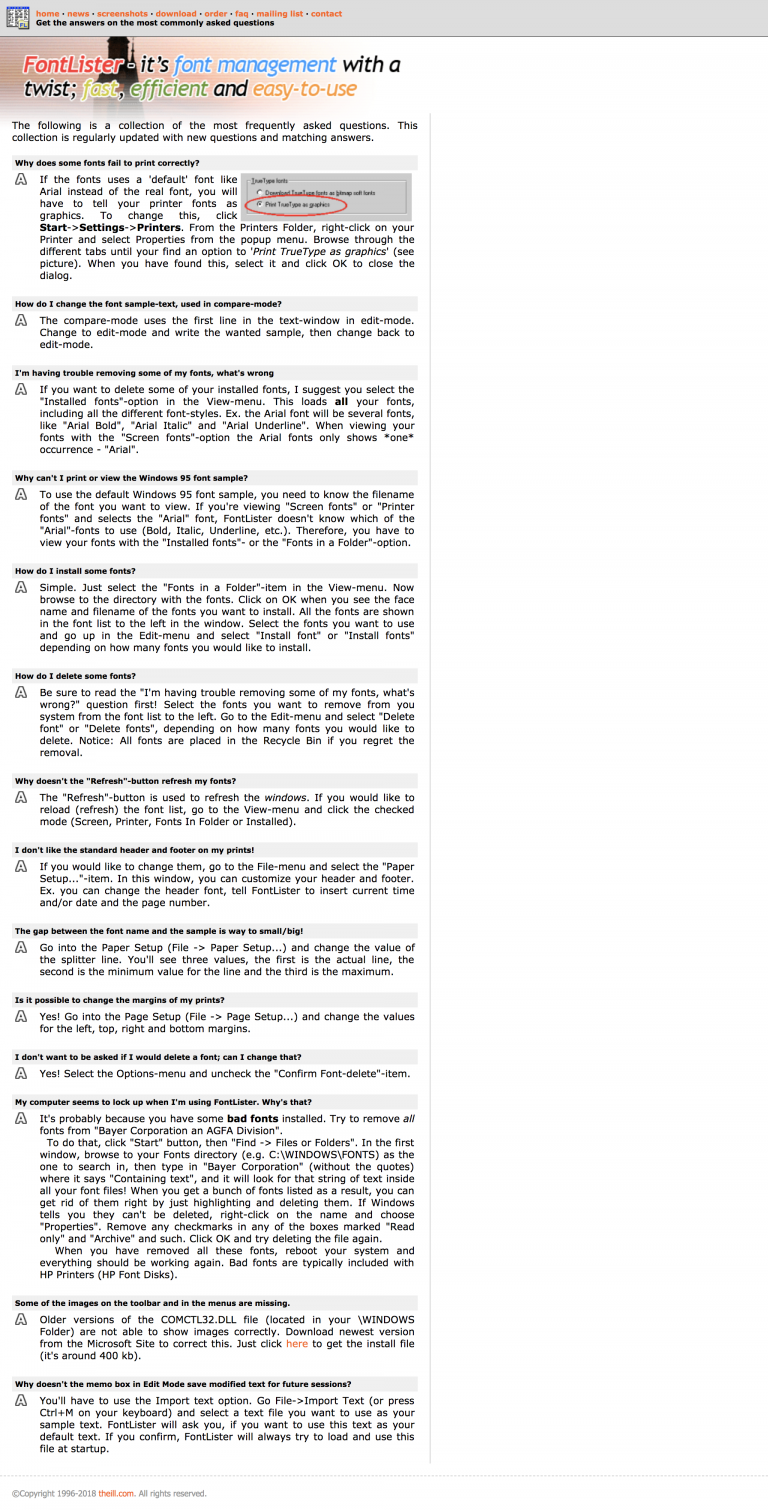 home • news • screenshots • download • order • faq • mailing list • contact
Get the answers on the most commonly asked questions
FontLister - it's font management with a
twist; fast, efficient and easy-to-use
The following is a collection of the most frequently asked questions. This
collection is regularly updated with new questions and matching answers.
Why does some fonts fail to print correctly?
If the fonts uses a 'default' font like
Arial instead of the real font, you will
have to tell your printer fonts as
graphics. To change this, click
TrueType fonts
Download TrueType fonts as bitmap soft fonts
Print TrueType as graphics
Start->Settings->Printers. From the Printers Folder, right-click on your
Printer and select Properties from the popup menu. Browse through the
different tabs until your find an option to 'Print TrueType as graphics' (see
picture). When you have found this, select it and click OK to close the
dialog.
How do I change the font sample-text, used in compare-mode?
The compare-mode uses the first line in the text-window in edit-mode.
Change to edit-mode and write the wanted sample, then change back to
edit-mode.
I'm having trouble removing some of my fonts, what's wrong
If you want to delete some of your installed fonts, I suggest you select the
"Installed fonts"-option in the View-menu. This loads all your fonts,
including all the different font-styles. Ex. the Arial font will be several fonts,
like "Arial Bold", "Arial Italic" and "Arial Underline". When viewing your
fonts with the "Screen fonts"-option the Arial fonts only shows *one*
occurrence - "Arial".
Why can't I print or view the Windows 95 font sample?
To use the default Windows 95 font sample, you need to know the filename
of the font you want to view. If you're viewing "Screen fonts" or "Printer
fonts" and selects the "Arial" font, FontLister doesn't know which of the
"Arial"-fonts to use (Bold, Italic, Underline, etc.). Therefore, you have to
view your fonts with the "Installed fonts"- or the "Fonts in a Folder"-option.
How do I install some fonts?
Simple. Just select the "Fonts in a Folder"-item in the View-menu. Now
browse to the directory with the fonts. Click on OK when you see the face
name and filename of the fonts you want to install. All the fonts are shown
in the font list to the left in the window. Select the fonts you want to use
and go up in the Edit-menu and select "Install font" or "Install fonts"
depending on how many fonts you would like to install.
How do I delete some fonts?
Be sure to read the "I'm having trouble removing some of my fonts, what's
wrong?" question first! Select the fonts you want to remove from you
system from the font list to the left. Go to the Edit-menu and select "Delete
font" or "Delete fonts", depending on how many fonts you would like to
delete. Notice: All fonts are placed in the Recycle Bin if you regret the
removal.
Why doesn't the "Refresh"-button refresh my fonts?
The "Refresh"-button is used to refresh the windows. If you would like to
reload (refresh) the font list, go to the View-menu and click the checked
mode (Screen, Printer, Fonts In Folder or Installed).
I don't like the standard header and footer on my prints!
If you would like to change them, go to the File-menu and select the "Paper
Setup..."-item. In this window, you can customize your header and footer.
Ex. you can change the header font, tell FontLister to insert current time
and/or date and the page number.
The gap between the font name and the sample is way to small/big!
Go into the Paper Setup (File -> Paper Setup...) and change the value of
the splitter line. You'll see three values, the first is the actual line, the
second is the minimum value for the line and the third is the maximum.
Is it possible to change the margins of my prints?
Yes! Go into the Page Setup (File -> Page Setup...) and change the values
for the left, top, right and bottom margins.
I don't want to be asked if I would delete a font; can I change that?
Yes! Select the Options-menu and uncheck the "Confirm Font-delete"-item.
My computer seems to lock up when I'm using FontLister. Why's that?
It's probably because you have some bad fonts installed. Try to remove all
fonts from "Bayer Corporation an AGFA Division".
To do that, click "Start" button, then "Find -> Files or Folders". In the first
window, browse to your Fonts directory (e.g. C:\WINDOWS\FONTS) as the
one to search in, then type in "Bayer Corporation" (without the quotes)
where it says "Containing text", and it will look for that string of text inside
all your font files! When you get a bunch of fonts listed as a result, you can
get rid of them right by just highlighting and deleting them. If Windows
tells you they can't be deleted, right-click on the name and choose
"Properties". Remove any checkmarks in any of the boxes marked "Read
only" and "Archive" and such. Click OK and try deleting the file again.
When you have removed all these fonts, reboot your system and
everything should be working again. Bad fonts are typically included with
HP Printers (HP Font Disks).
Some of the images on the toolbar and in the menus are missing.
Older versions of the COMCTL32.DLL file (located in your \WINDOWS
Folder) are not able to show images correctly. Download newest version
from the Microsoft Site to correct this. Just click here to get the install file
(it's around 400 kb).
Why doesn't the memo box in Edit Mode save modified text for future sessions?
You'll have to use the Import text option. Go File->Import Text (or press
Ctrl+M on your keyboard) and select a text file you want to use as your
sample text. FontLister will ask you, if you want to use this text as your
default text. If you confirm, FontLister will always try to load and use this
file at startup.
©Copyright 1996-2018 theill.com. All rights reserved.